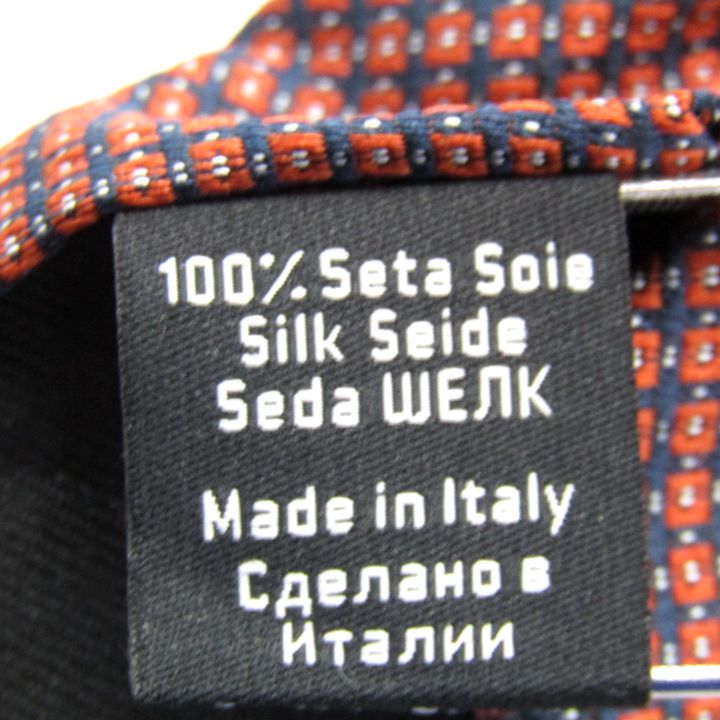 100% Seta Soie
Silk Seide
Seda ШЕЛК
Made in Italy
Сделано в
Италии